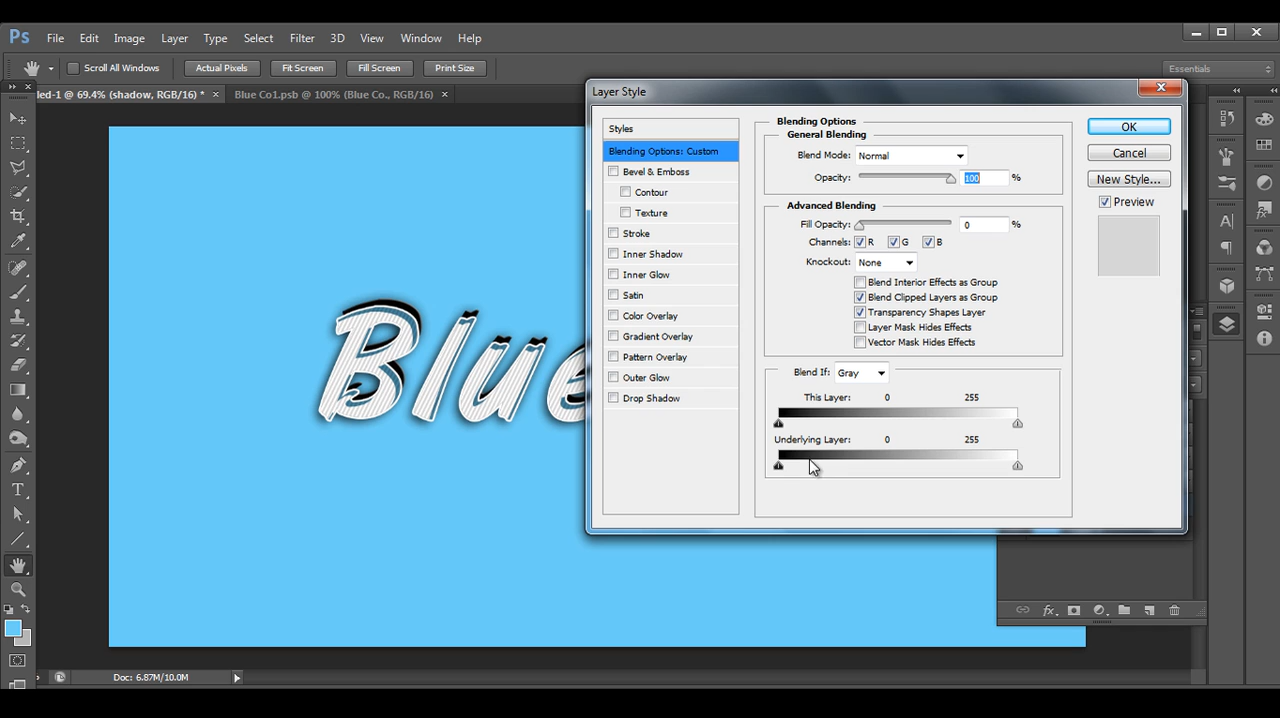 Ps File Edit Image Layer Type Select Filter 3D View Window Help
Scroll All Windows Actual Pixels Fit Screen Fill Screen Print Size Essentials
ed-1 @ 69.4% (shadow, RGB/16) * × Blue Co1.psb @ 100% (Blue Co., RGB/16) ×
Layer Style
Styles
Blending Options: Custom
Bevel & Emboss
Contour
Texture
Stroke
Inner Shadow
Inner Glow
Satin
Color Overlay
Gradient Overlay
Pattern Overlay
Outer Glow
Drop Shadow
Blending Options
General Blending
Blend Mode: Normal
Opacity: 100 %
Advanced Blending
Fill Opacity: 0 %
Channels: R G B
Knockout: None
Blend Interior Effects as Group
Blend Clipped Layers as Group
Transparency Shapes Layer
Layer Mask Hides Effects
Vector Mask Hides Effects
Blend If: Gray
This Layer: 0 255
Underlying Layer: 0 255
OK
Cancel
New Style...
Preview
Blue
Doc: 6.87M/10.0M